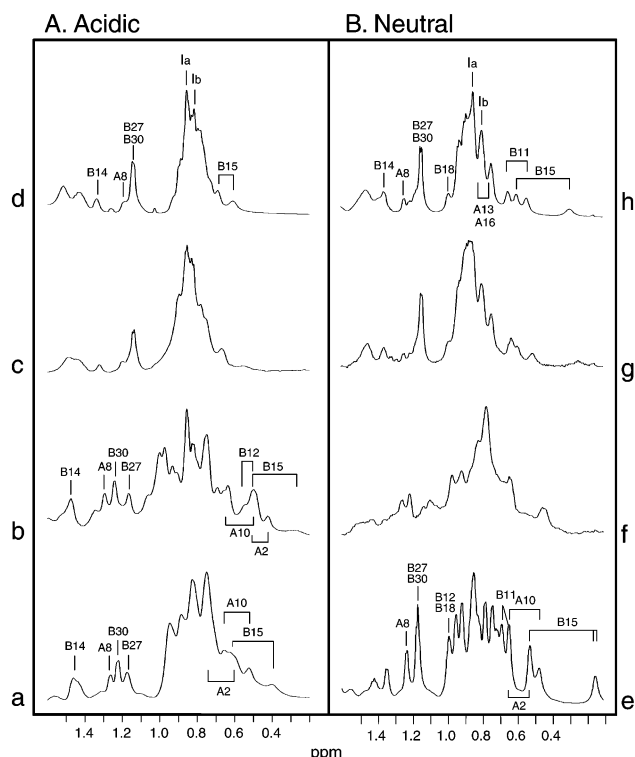 A. Acidic
B. Neutral
Ia
Ib
B27
B30
B14
A8
B15
d
Ia
Ib
B27
B30
B14
A8
B18
B11
B15
A13
A16
h
c
g
B14
A8
B30
B27
B12
B15
A10
A2
b
f
B14
A8
B30
B27
A10
B15
A2
a
B27
B30
A8
B12
B18
B11
A10
B15
A2
e
1.4 1.2 1.0 0.8 0.6 0.4
1.4 1.2 1.0 0.8 0.6 0.4
ppm